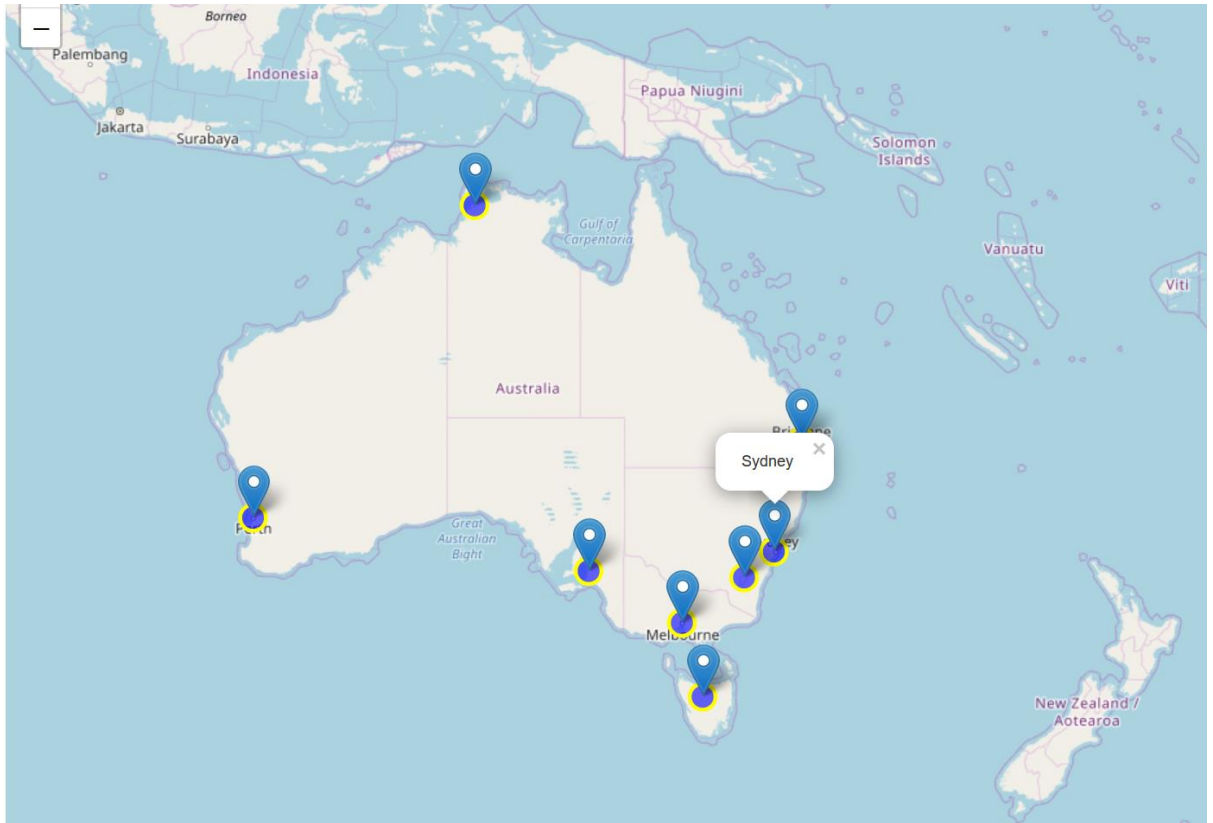 −
Borneo
Palembang
Indonesia
Papua Niugini
Jakarta
Surabaya
Solomon
Islands
Gulf of
Carpentaria
Vanuatu
Viti
Australia
Sydney ×
Great
Australian
Bight
Melbourne
New Zealand /
Aotearoa